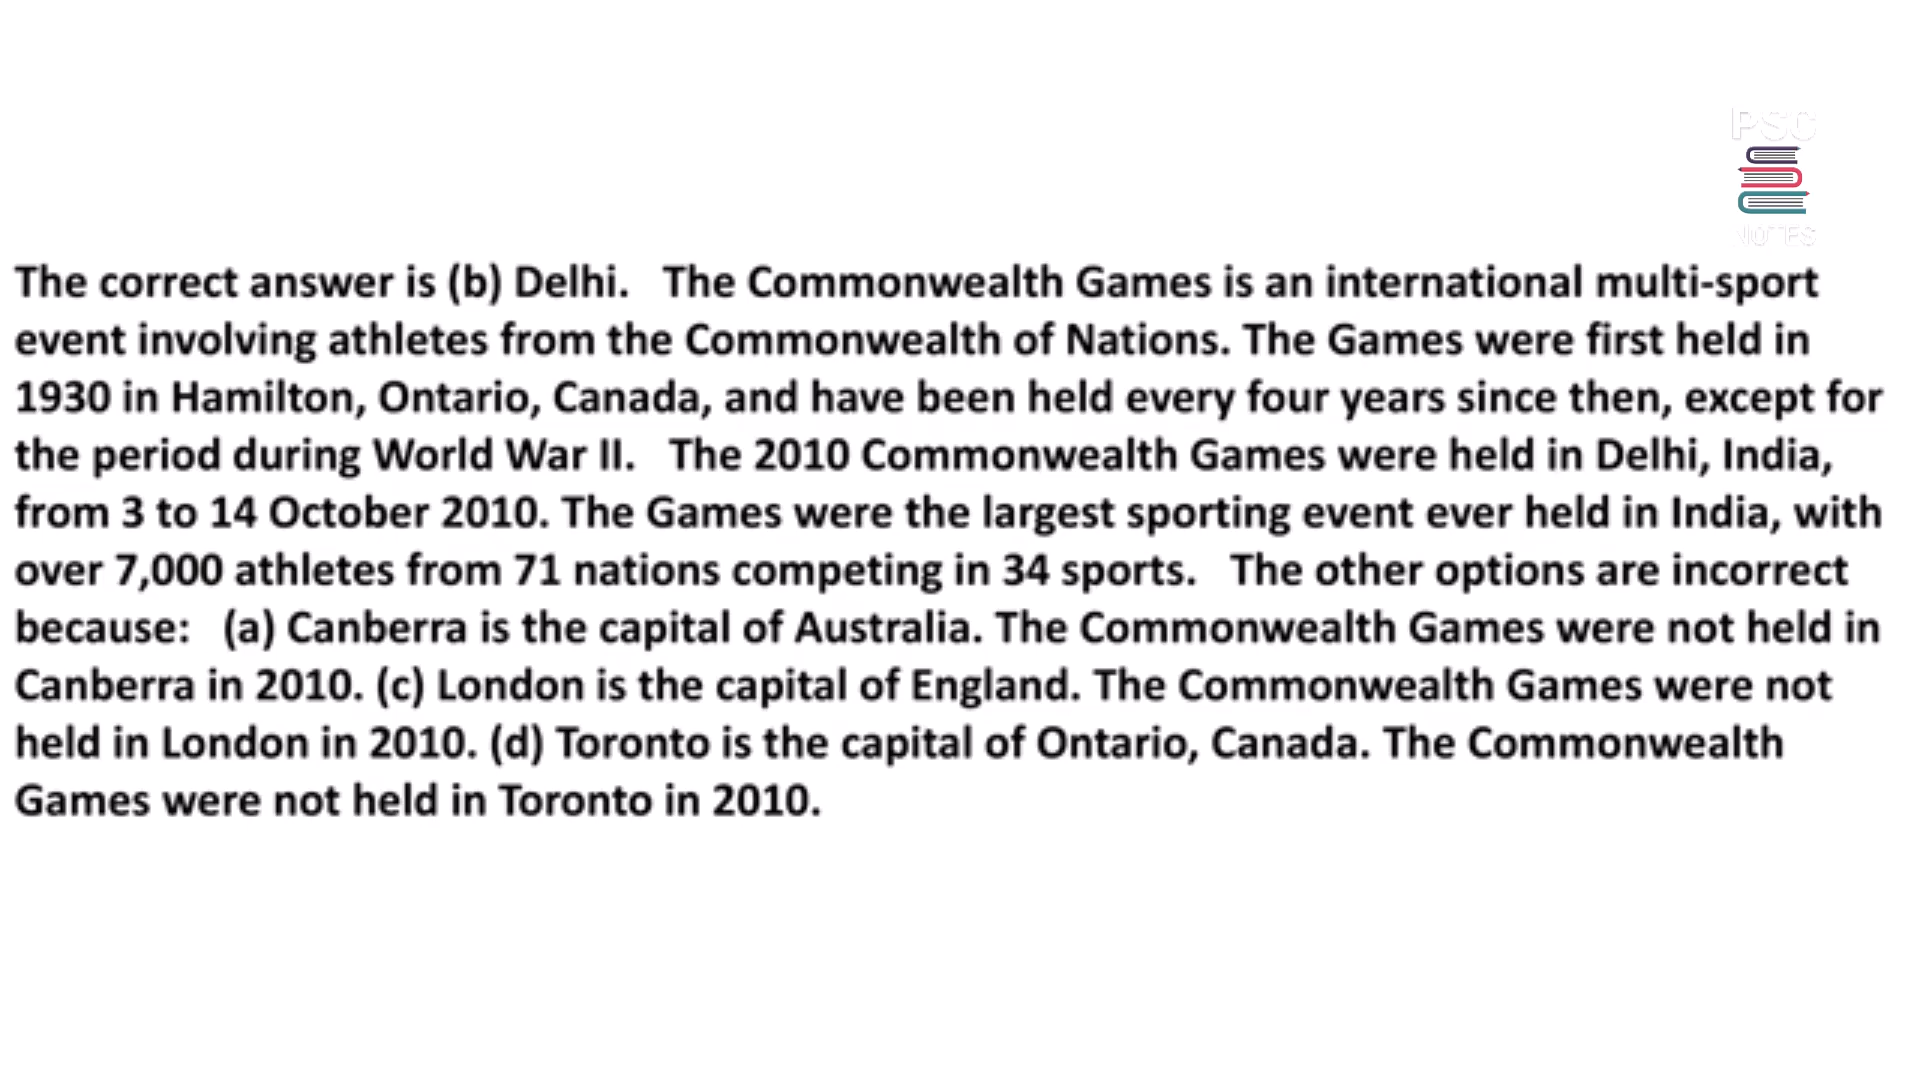 PSC
NOTES
The correct answer is (b) Delhi.   The Commonwealth Games is an international multi-sport
event involving athletes from the Commonwealth of Nations. The Games were first held in
1930 in Hamilton, Ontario, Canada, and have been held every four years since then, except for
the period during World War II.   The 2010 Commonwealth Games were held in Delhi, India,
from 3 to 14 October 2010. The Games were the largest sporting event ever held in India, with
over 7,000 athletes from 71 nations competing in 34 sports.   The other options are incorrect
because:   (a) Canberra is the capital of Australia. The Commonwealth Games were not held in
Canberra in 2010. (c) London is the capital of England. The Commonwealth Games were not
held in London in 2010. (d) Toronto is the capital of Ontario, Canada. The Commonwealth
Games were not held in Toronto in 2010.